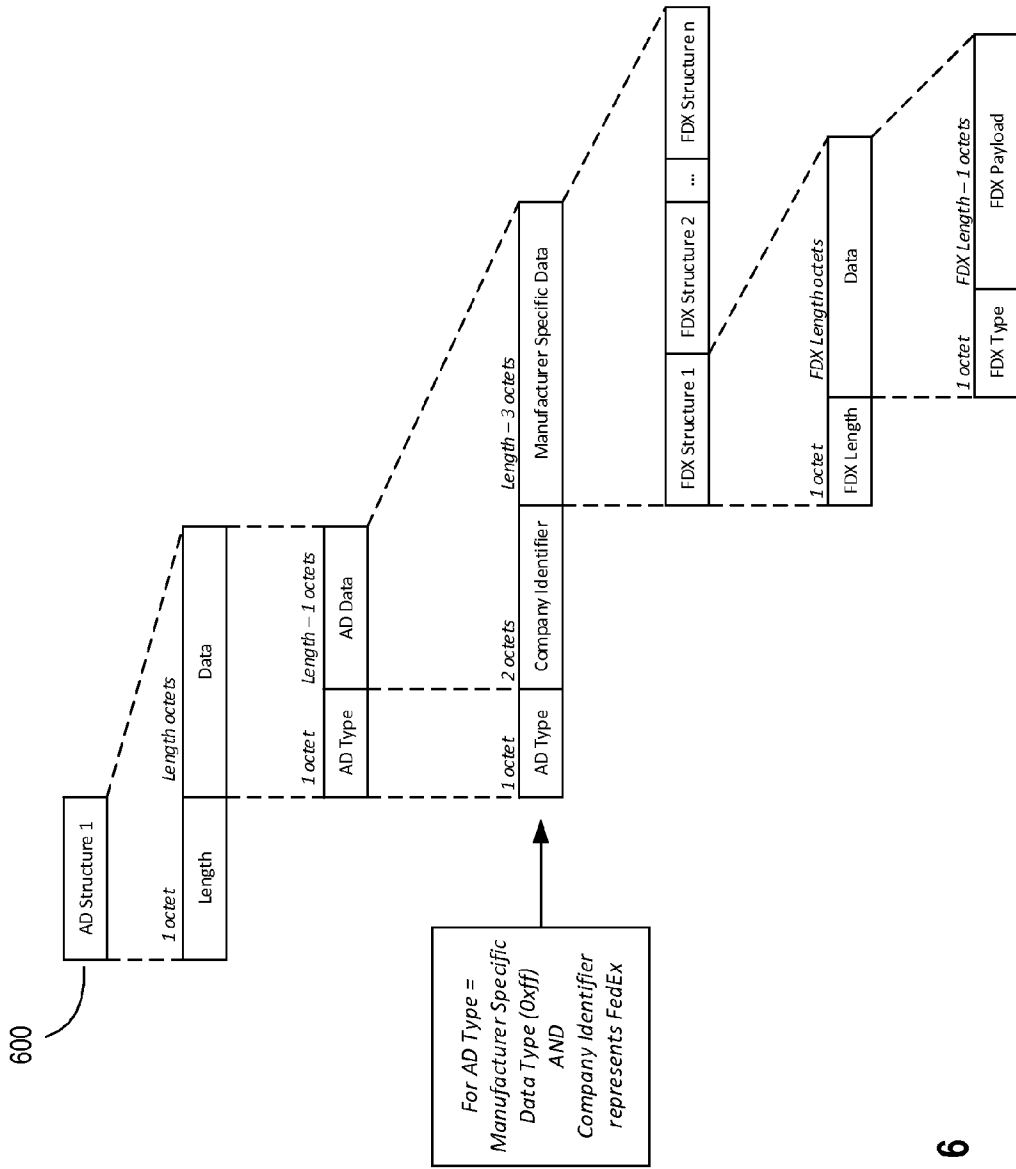 600
AD Structure 1
1 octet
Length octets
Length
Data
1 octet
Length – 1 octets
AD Type
AD Data
For AD Type =
Manufacturer Specific
Data Type (0xff)
AND
Company Identifier
represents FedEx
1 octet
2 octets
Length – 3 octets
AD Type
Company Identifier
Manufacturer Specific Data
FDX Structure 1
FDX Structure 2
...
FDX Structure n
1 octet
FDX Length octets
FDX Length
Data
1 octet
FDX Length – 1 octets
FDX Type
FDX Payload
6